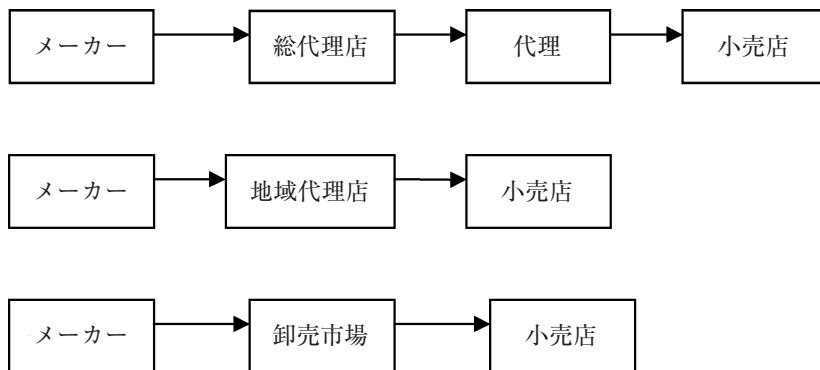 メーカー 総代理店 代理 小売店
メーカー 地域代理店 小売店
メーカー 卸売市場 小売店